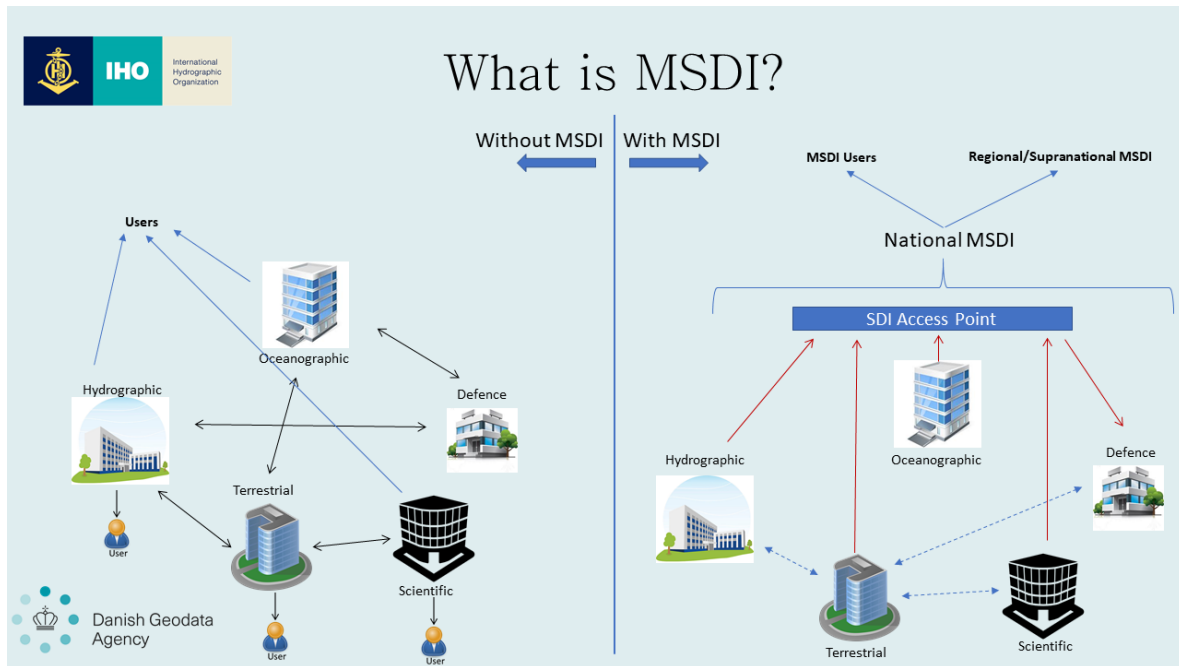 IHO
International
Hydrographic
Organization
What is MSDI?
Without MSDI
With MSDI
Users
Oceanographic
Hydrographic
Defence
Terrestrial
User
Scientific
User
User
Danish Geodata
Agency
MSDI Users
Regional/Supranational MSDI
National MSDI
SDI Access Point
Oceanographic
Hydrographic
Defence
Terrestrial
Scientific